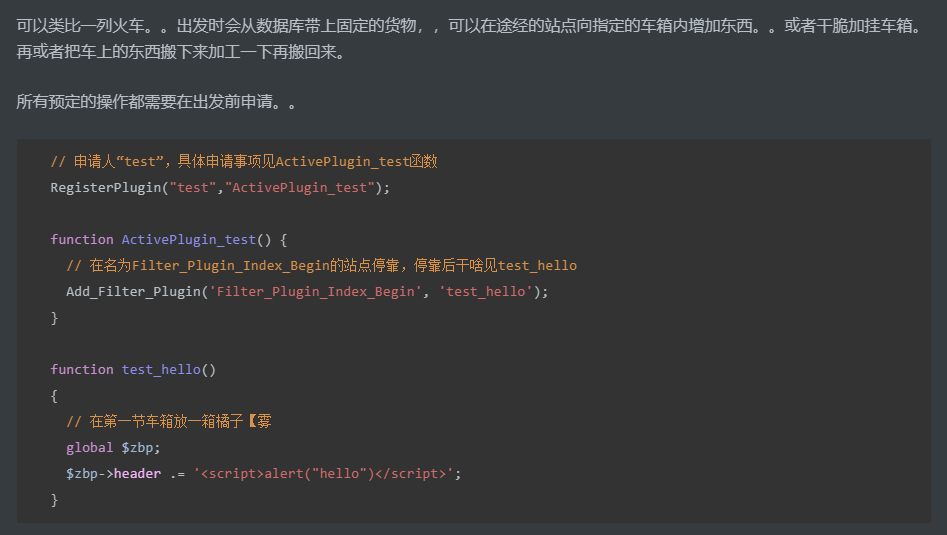 可以类比一列火车。。出发时会从数据库带上固定的货物，，可以在途经的站点向指定的车箱内增加东西。。或者干脆加挂车箱。
再或者把车上的东西搬下来加工一下再搬回来。
所有预定的操作都需要在出发前申请。。
// 申请人“test”，具体申请事项见ActivePlugin_test函数
RegisterPlugin("test","ActivePlugin_test");
function ActivePlugin_test() {
// 在名为Filter_Plugin_Index_Begin的站点停靠，停靠后干啥见test_hello
Add_Filter_Plugin('Filter_Plugin_Index_Begin', 'test_hello');
}
function test_hello()
{
// 在第一节车箱放一箱橘子【雾
global $zbp;
$zbp->header .= '<script>alert("hello")</script>';
}